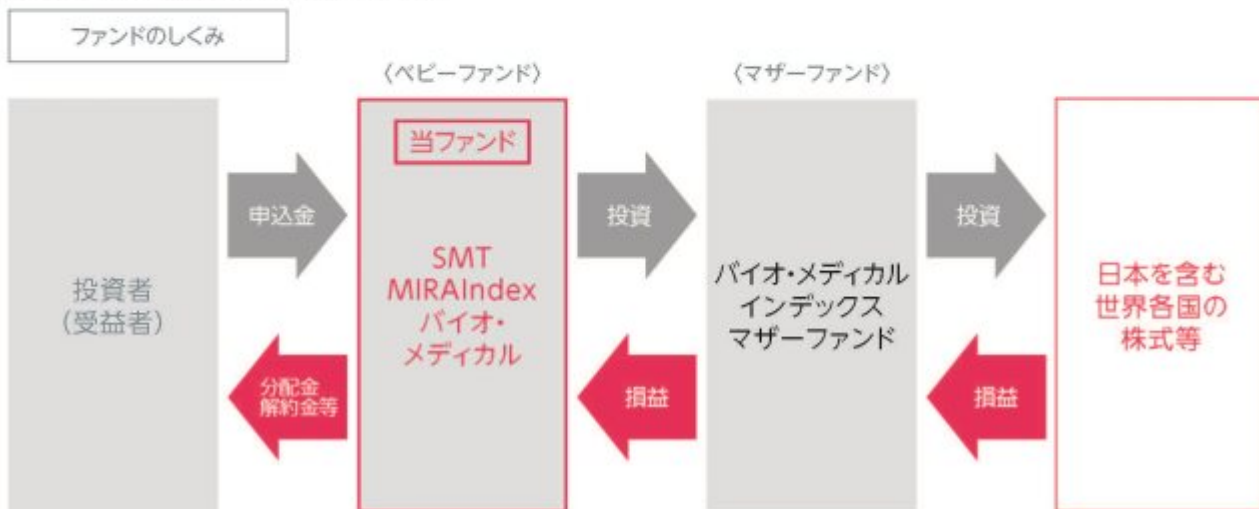 ファンドのしくみ
〈ベビーファンド〉
〈マザーファンド〉
投資者
(受益者)
申込金
分配金
解約金等
当ファンド
SMT
MIRAIndex
バイオ・
メディカル
投資
損益
バイオ・メディカル
インデックス
マザーファンド
投資
損益
日本を含む
世界各国の
株式等